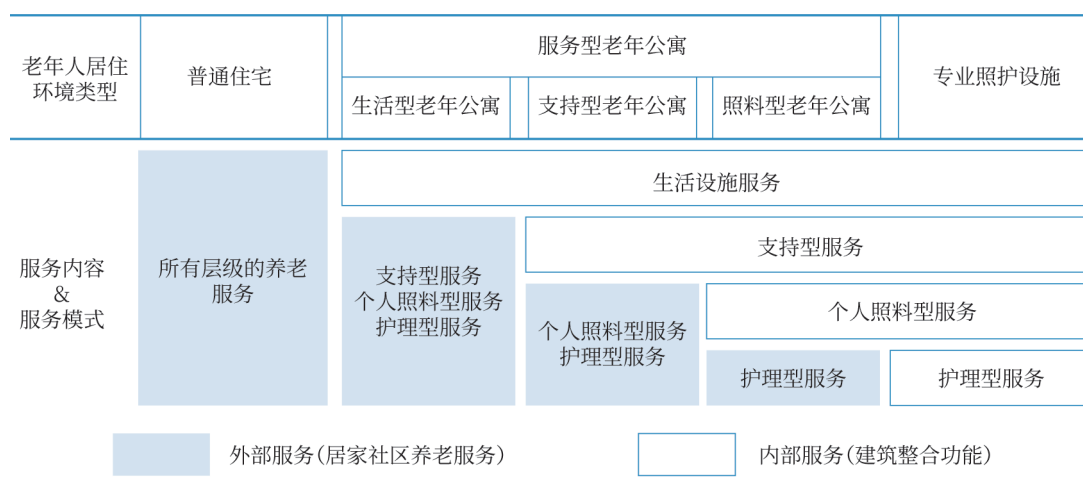 老年人居住
环境类型
普通住宅
服务型老年公寓
生活型老年公寓
支持型老年公寓
照料型老年公寓
专业照护设施
服务内容
&
服务模式
所有层级的养老
服务
生活设施服务
支持型服务
个人照料型服务
护理型服务
支持型服务
个人照料型服务
护理型服务
个人照料型服务
护理型服务
护理型服务
外部服务(居家社区养老服务)
内部服务(建筑整合功能)